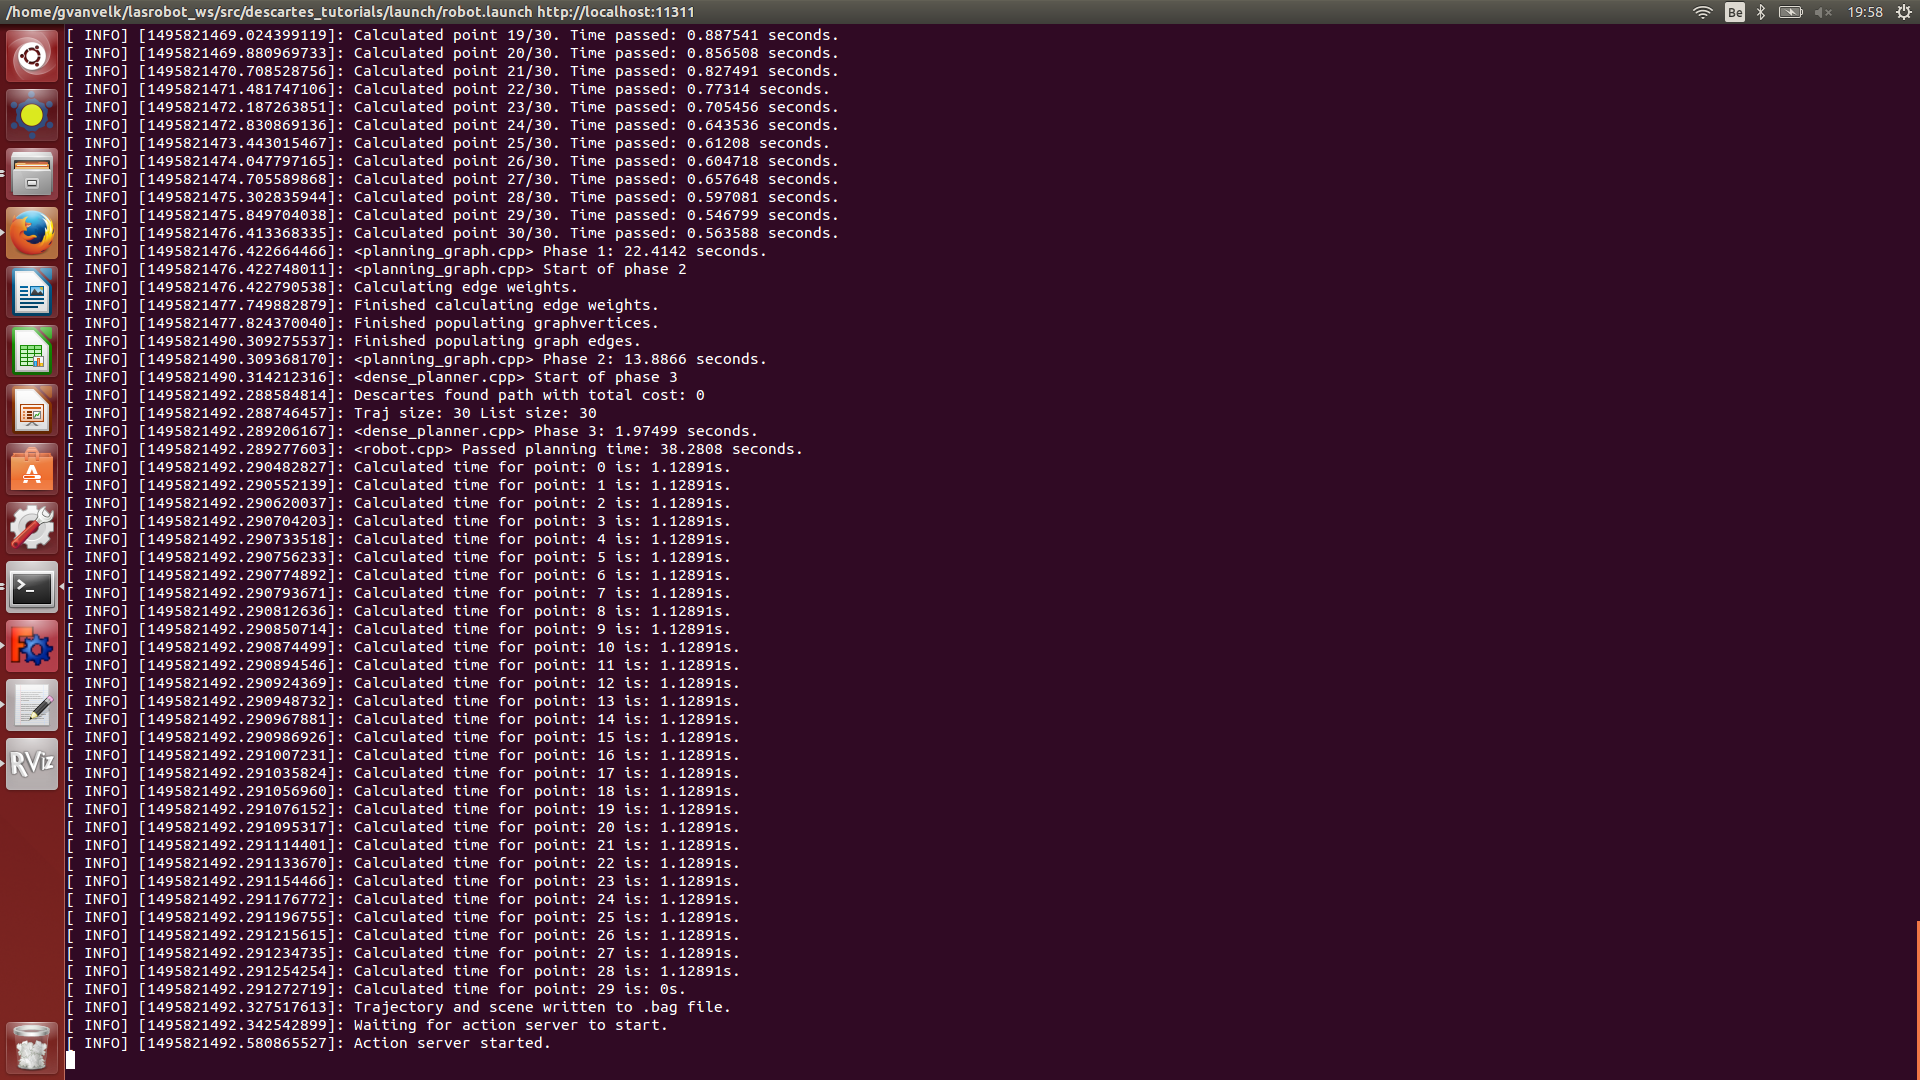 /home/gvanvelk/lasrobot_ws/src/descartes_tutorials/launch/robot.launch http://localhost:11311
Be
19:58
[ INFO] [1495821469.024399119]: Calculated point 19/30. Time passed: 0.887541 seconds.
[ INFO] [1495821469.880969733]: Calculated point 20/30. Time passed: 0.856508 seconds.
[ INFO] [1495821470.708528756]: Calculated point 21/30. Time passed: 0.827491 seconds.
[ INFO] [1495821471.481747106]: Calculated point 22/30. Time passed: 0.77314 seconds.
[ INFO] [1495821472.187263851]: Calculated point 23/30. Time passed: 0.705456 seconds.
[ INFO] [1495821472.830869136]: Calculated point 24/30. Time passed: 0.643536 seconds.
[ INFO] [1495821473.443015467]: Calculated point 25/30. Time passed: 0.61208 seconds.
[ INFO] [1495821474.047797165]: Calculated point 26/30. Time passed: 0.604718 seconds.
[ INFO] [1495821474.705589868]: Calculated point 27/30. Time passed: 0.657648 seconds.
[ INFO] [1495821475.302835944]: Calculated point 28/30. Time passed: 0.597081 seconds.
[ INFO] [1495821475.849704038]: Calculated point 29/30. Time passed: 0.546799 seconds.
[ INFO] [1495821476.413368335]: Calculated point 30/30. Time passed: 0.563588 seconds.
[ INFO] [1495821476.422664466]: <planning_graph.cpp> Phase 1: 22.4142 seconds.
[ INFO] [1495821476.422748011]: <planning_graph.cpp> Start of phase 2
[ INFO] [1495821476.422790538]: Calculating edge weights.
[ INFO] [1495821477.749882879]: Finished calculating edge weights.
[ INFO] [1495821477.824370040]: Finished populating graphvertices.
[ INFO] [1495821490.309275537]: Finished populating graph edges.
[ INFO] [1495821490.309368170]: <planning_graph.cpp> Phase 2: 13.8866 seconds.
[ INFO] [1495821490.314212316]: <dense_planner.cpp> Start of phase 3
[ INFO] [1495821492.288584814]: Descartes found path with total cost: 0
[ INFO] [1495821492.288746457]: Traj size: 30 List size: 30
[ INFO] [1495821492.289206167]: <dense_planner.cpp> Phase 3: 1.97499 seconds.
[ INFO] [1495821492.289277603]: <robot.cpp> Passed planning time: 38.2808 seconds.
[ INFO] [1495821492.290482827]: Calculated time for point: 0 is: 1.12891s.
[ INFO] [1495821492.290552139]: Calculated time for point: 1 is: 1.12891s.
[ INFO] [1495821492.290620037]: Calculated time for point: 2 is: 1.12891s.
[ INFO] [1495821492.290704203]: Calculated time for point: 3 is: 1.12891s.
[ INFO] [1495821492.290733518]: Calculated time for point: 4 is: 1.12891s.
[ INFO] [1495821492.290756233]: Calculated time for point: 5 is: 1.12891s.
[ INFO] [1495821492.290774892]: Calculated time for point: 6 is: 1.12891s.
[ INFO] [1495821492.290793671]: Calculated time for point: 7 is: 1.12891s.
[ INFO] [1495821492.290812636]: Calculated time for point: 8 is: 1.12891s.
[ INFO] [1495821492.290850714]: Calculated time for point: 9 is: 1.12891s.
[ INFO] [1495821492.290874499]: Calculated time for point: 10 is: 1.12891s.
[ INFO] [1495821492.290894546]: Calculated time for point: 11 is: 1.12891s.
[ INFO] [1495821492.290924369]: Calculated time for point: 12 is: 1.12891s.
[ INFO] [1495821492.290948732]: Calculated time for point: 13 is: 1.12891s.
[ INFO] [1495821492.290967881]: Calculated time for point: 14 is: 1.12891s.
[ INFO] [1495821492.290986926]: Calculated time for point: 15 is: 1.12891s.
[ INFO] [1495821492.291007231]: Calculated time for point: 16 is: 1.12891s.
[ INFO] [1495821492.291035824]: Calculated time for point: 17 is: 1.12891s.
[ INFO] [1495821492.291056960]: Calculated time for point: 18 is: 1.12891s.
[ INFO] [1495821492.291076152]: Calculated time for point: 19 is: 1.12891s.
[ INFO] [1495821492.291095317]: Calculated time for point: 20 is: 1.12891s.
[ INFO] [1495821492.291114401]: Calculated time for point: 21 is: 1.12891s.
[ INFO] [1495821492.291133670]: Calculated time for point: 22 is: 1.12891s.
[ INFO] [1495821492.291154466]: Calculated time for point: 23 is: 1.12891s.
[ INFO] [1495821492.291176772]: Calculated time for point: 24 is: 1.12891s.
[ INFO] [1495821492.291196755]: Calculated time for point: 25 is: 1.12891s.
[ INFO] [1495821492.291215615]: Calculated time for point: 26 is: 1.12891s.
[ INFO] [1495821492.291234735]: Calculated time for point: 27 is: 1.12891s.
[ INFO] [1495821492.291254254]: Calculated time for point: 28 is: 1.12891s.
[ INFO] [1495821492.291272719]: Calculated time for point: 29 is: 0s.
[ INFO] [1495821492.327517613]: Trajectory and scene written to .bag file.
[ INFO] [1495821492.342542899]: Waiting for action server to start.
[ INFO] [1495821492.580865527]: Action server started.
RViz